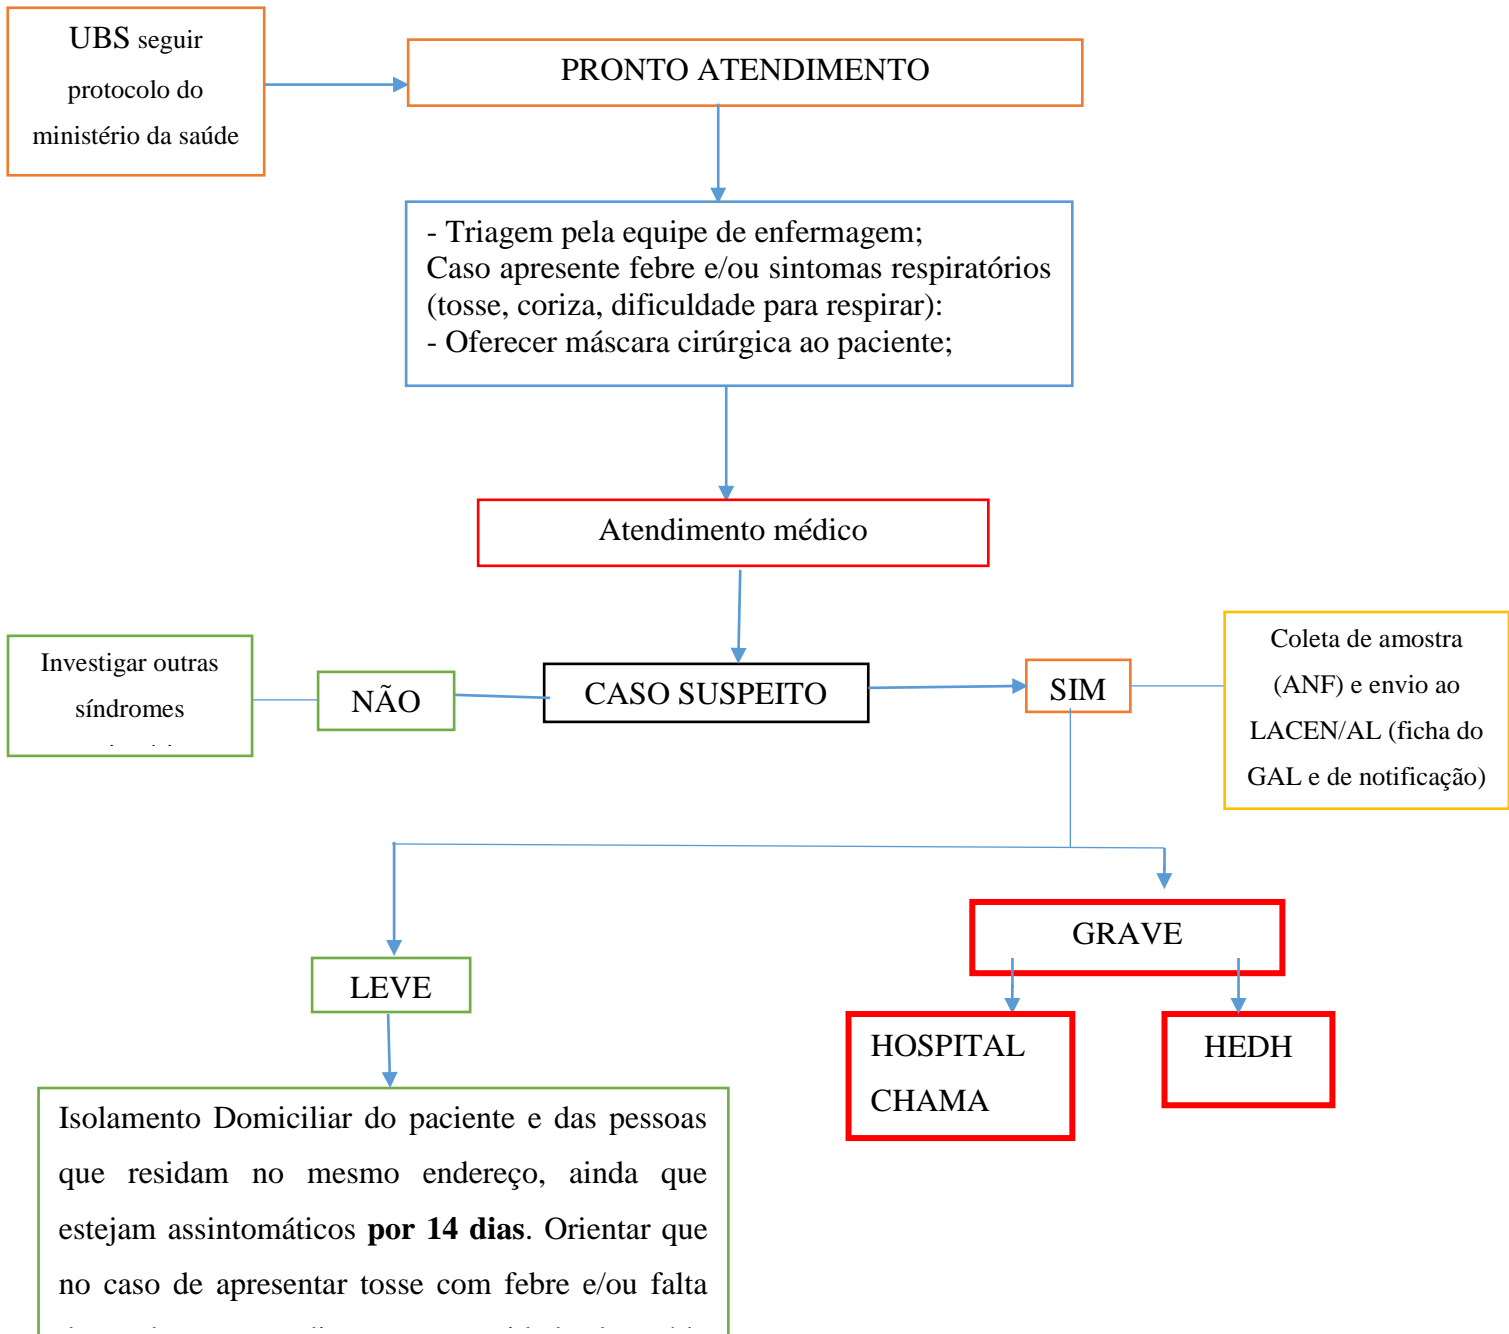 UBS seguir
protocolo do
ministério da saúde
PRONTO ATENDIMENTO
- Triagem pela equipe de enfermagem;
Caso apresente febre e/ou sintomas respiratórios
(tosse, coriza, dificuldade para respirar):
- Oferecer máscara cirúrgica ao paciente;
Atendimento médico
Investigar outras
síndromes
NÃO
CASO SUSPEITO
SIM
Coleta de amostra
(ANF) e envio ao
LACEN/AL (ficha do
GAL e de notificação)
LEVE
GRAVE
HOSPITAL
CHAMA
HEDH
Isolamento Domiciliar do paciente e das pessoas
que residam no mesmo endereço, ainda que
estejam assintomáticos por 14 dias. Orientar que
no caso de apresentar tosse com febre e/ou falta